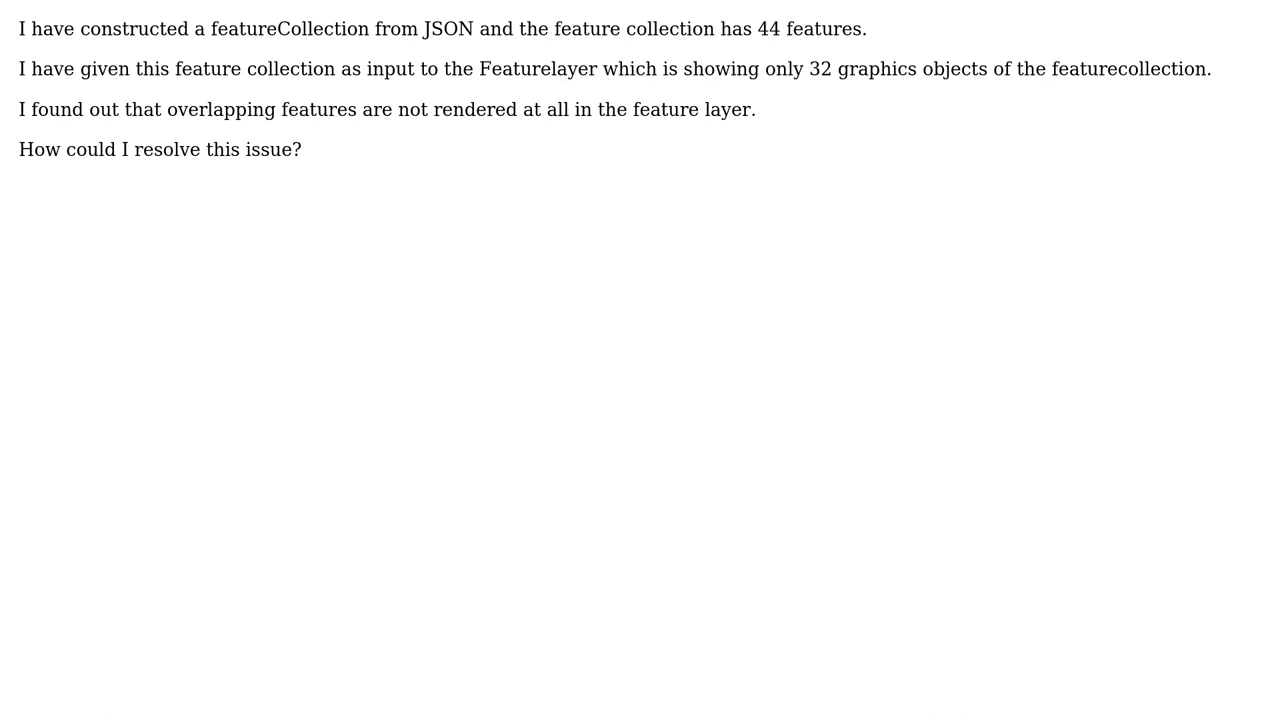 I have constructed a featureCollection from JSON and the feature collection has 44 features.
I have given this feature collection as input to the Featurelayer which is showing only 32 graphics objects of the featurecollection.
I found out that overlapping features are not rendered at all in the feature layer.
How could I resolve this issue?